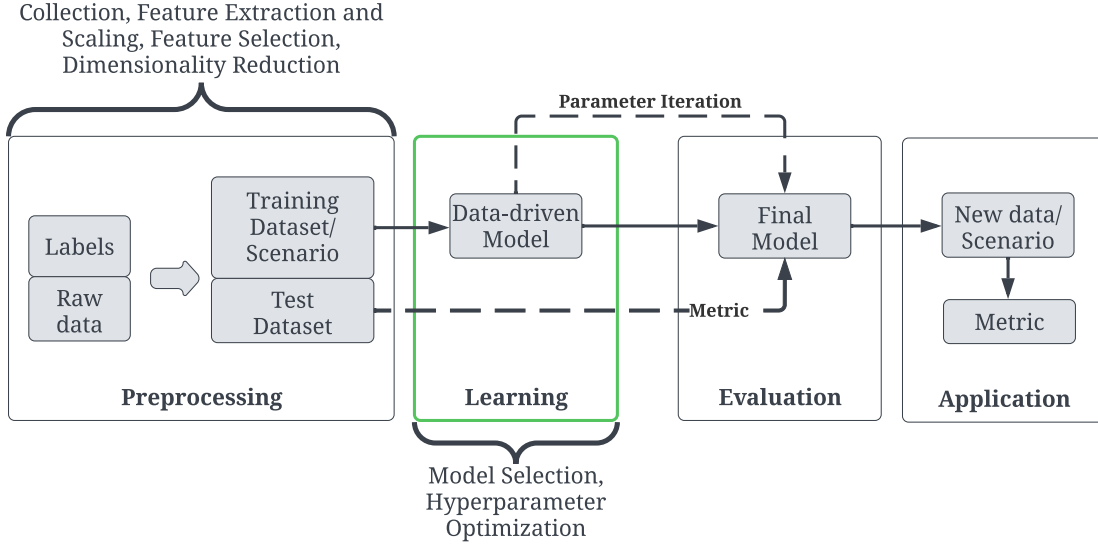 Collection, Feature Extraction and
Scaling, Feature Selection,
Dimensionality Reduction
Parameter Iteration
Labels
Raw
data
Training
Dataset/
Scenario
Test
Dataset
Data-driven
Model
Final
Model
Metric
New data/
Scenario
Metric
Preprocessing
Learning
Evaluation
Application
Model Selection,
Hyperparameter
Optimization